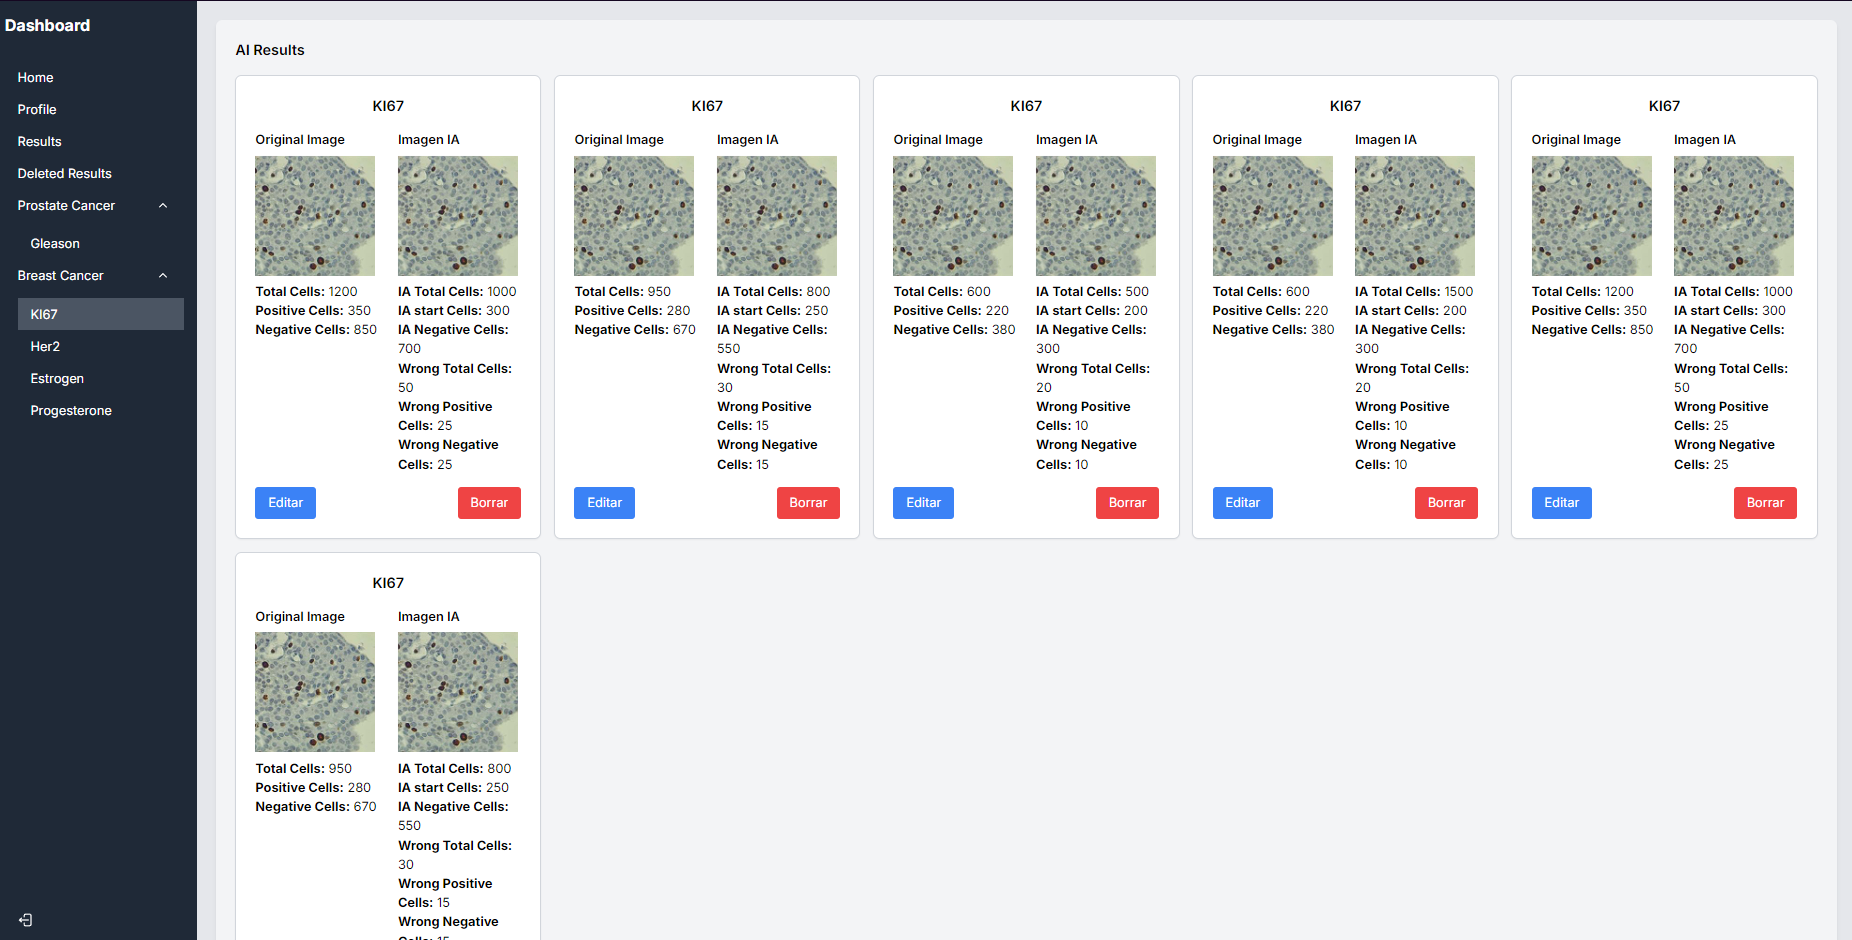 Dashboard
Home
Profile
Results
Deleted Results
Prostate Cancer
Gleason
Breast Cancer
KI67
Her2
Estrogen
Progesterone
AI Results
KI67
Original Image
Total Cells: 1200
Positive Cells: 350
Negative Cells: 850
Imagen IA
IA Total Cells: 1000
IA start Cells: 300
IA Negative Cells:
700
Wrong Total Cells:
50
Wrong Positive
Cells: 25
Wrong Negative
Cells: 25
Editar
Borrar
KI67
Original Image
Total Cells: 950
Positive Cells: 280
Negative Cells: 670
Imagen IA
IA Total Cells: 800
IA start Cells: 250
IA Negative Cells:
550
Wrong Total Cells:
30
Wrong Positive
Cells: 15
Wrong Negative
Cells: 15
Editar
Borrar
KI67
Original Image
Total Cells: 600
Positive Cells: 220
Negative Cells: 380
Imagen IA
IA Total Cells: 500
IA start Cells: 200
IA Negative Cells:
300
Wrong Total Cells:
20
Wrong Positive
Cells: 10
Wrong Negative
Cells: 10
Editar
Borrar
KI67
Original Image
Total Cells: 600
Positive Cells: 220
Negative Cells: 380
Imagen IA
IA Total Cells: 1500
IA start Cells: 200
IA Negative Cells:
300
Wrong Total Cells:
20
Wrong Positive
Cells: 10
Wrong Negative
Cells: 10
Editar
Borrar
KI67
Original Image
Total Cells: 1200
Positive Cells: 350
Negative Cells: 850
Imagen IA
IA Total Cells: 1000
IA start Cells: 300
IA Negative Cells:
700
Wrong Total Cells:
50
Wrong Positive
Cells: 25
Wrong Negative
Cells: 25
Editar
Borrar
KI67
Original Image
Total Cells: 950
Positive Cells: 280
Negative Cells: 670
Imagen IA
IA Total Cells: 800
IA start Cells: 250
IA Negative Cells:
550
Wrong Total Cells:
30
Wrong Positive
Cells: 15
Wrong Negative